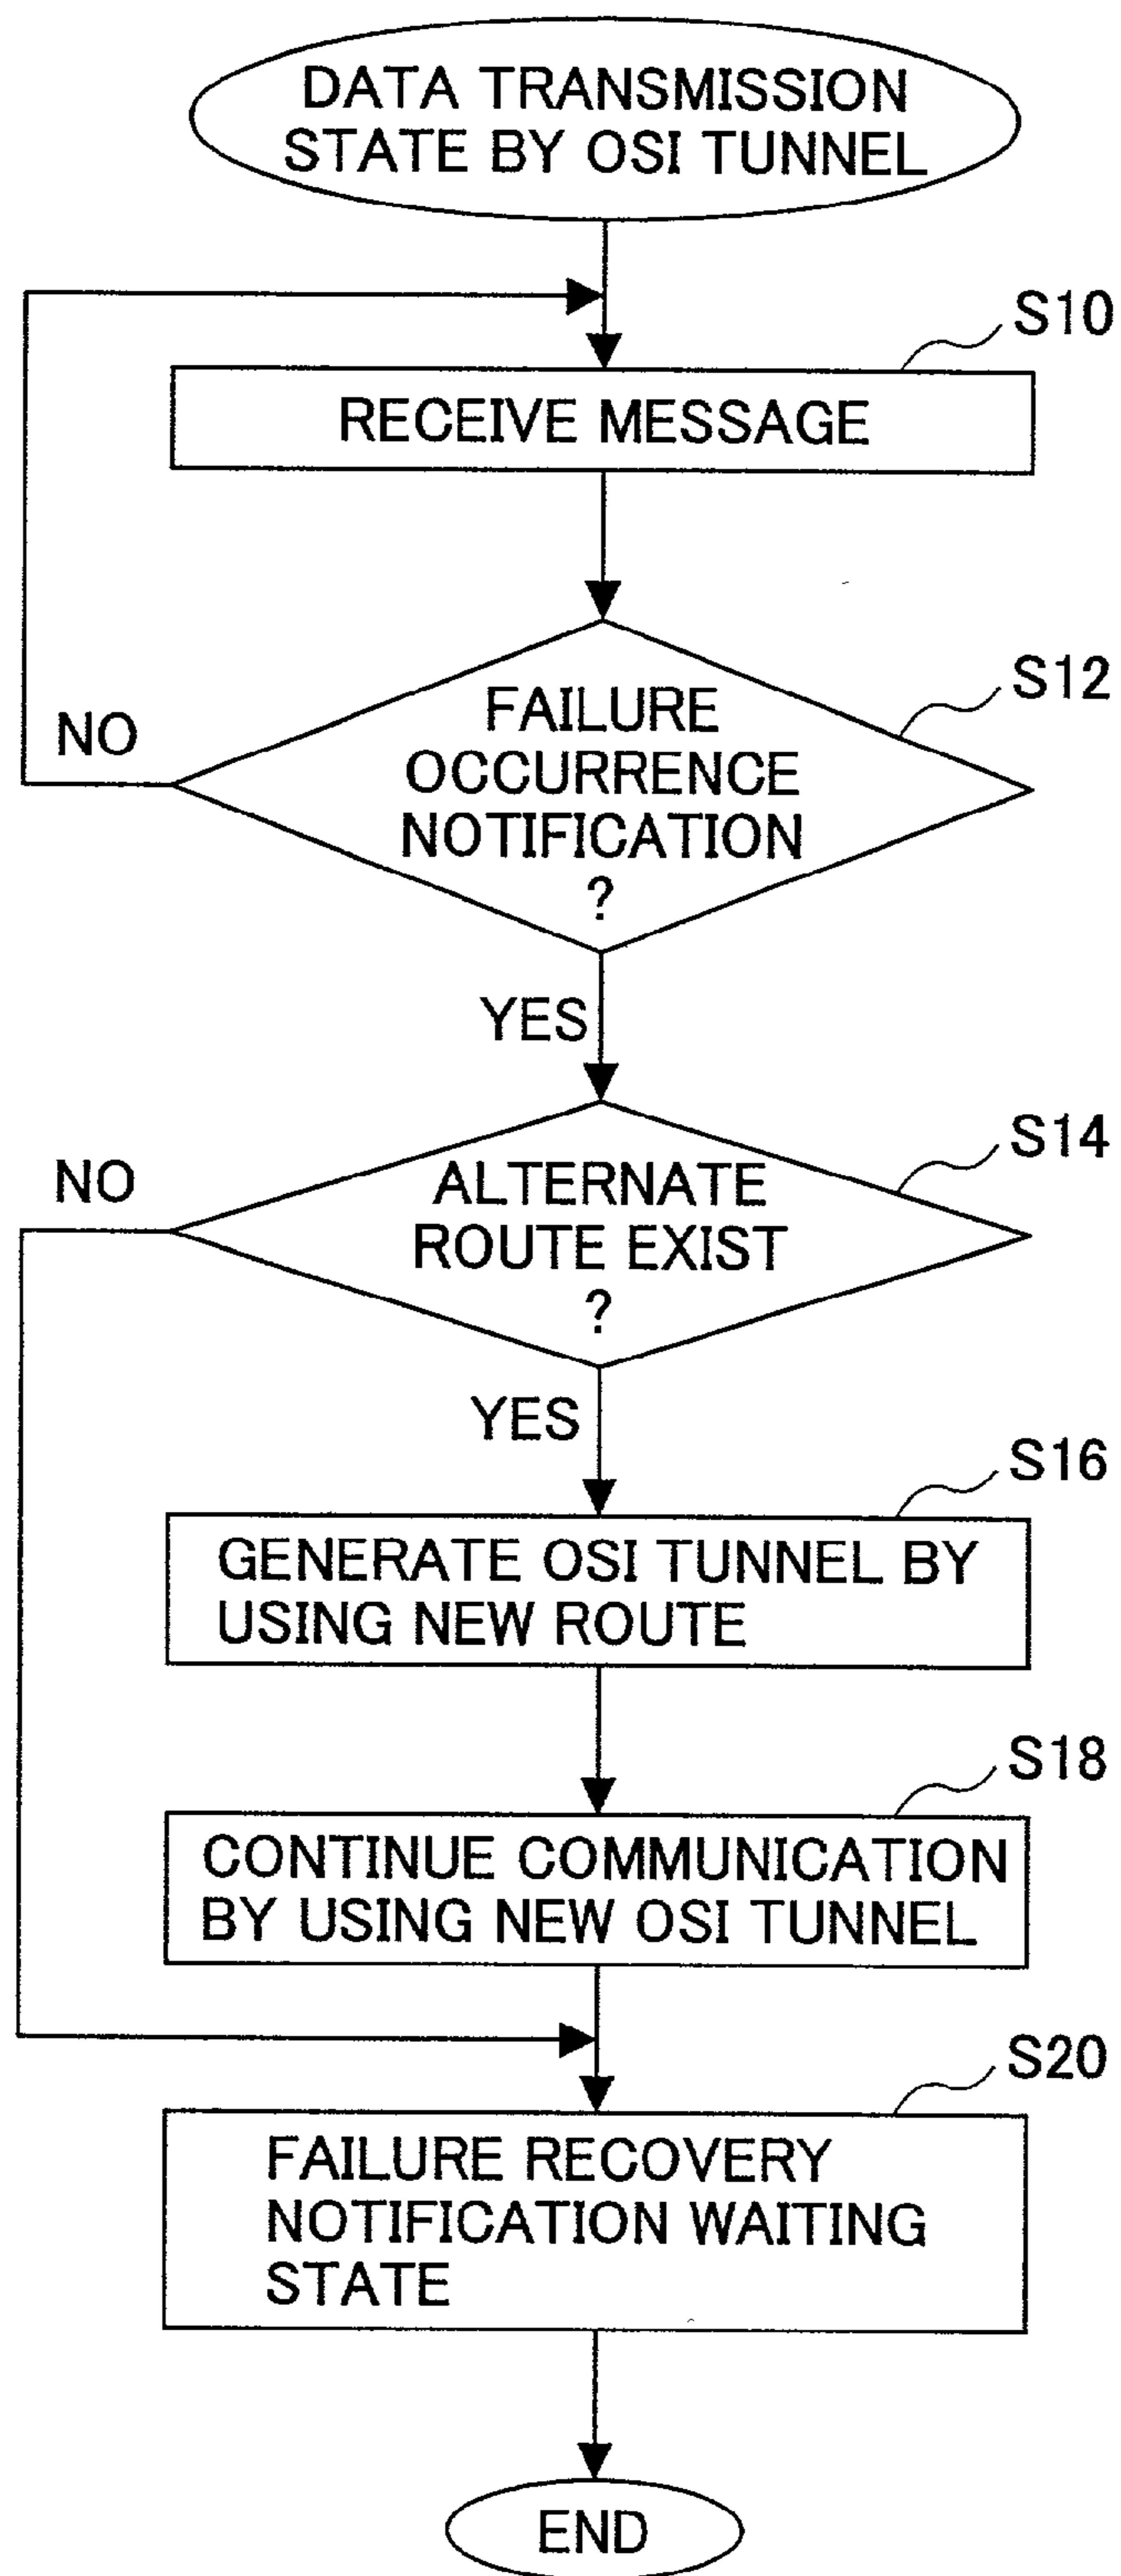 DATA TRANSMISSION
STATE BY OSI TUNNEL
S10
RECEIVE MESSAGE
S12
FAILURE
OCCURRENCE
NOTIFICATION
?
NO
YES
S14
ALTERNATE
ROUTE EXIST
?
NO
YES
S16
GENERATE OSI TUNNEL BY
USING NEW ROUTE
S18
CONTINUE COMMUNICATION
BY USING NEW OSI TUNNEL
S20
FAILURE RECOVERY
NOTIFICATION WAITING
STATE
END